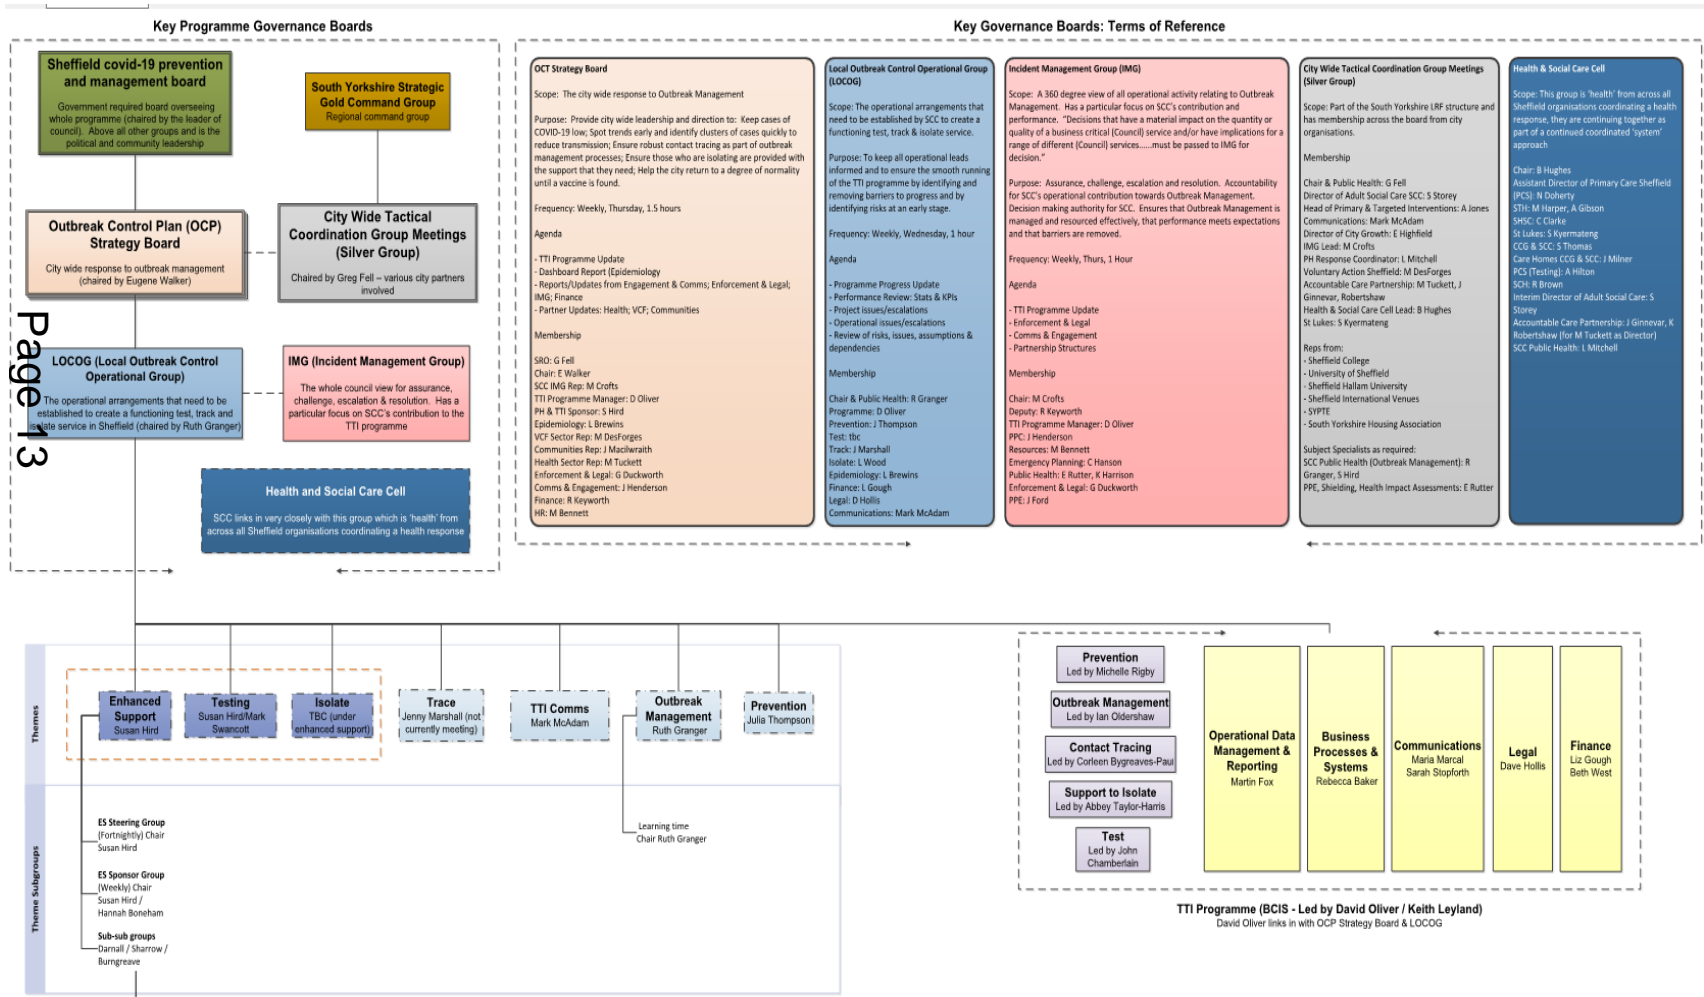 Key Programme Governance Boards
Sheffield covid-19 prevention
and management board
Government required board overseeing
whole programme (chaired by the leader of
council). Above all other groups and is the
political and community leadership
South Yorkshire Strategic
Gold Command Group
Regional command group
Outbreak Control Plan (OCP)
Strategy Board
City wide response to outbreak management
(chaired by Eugene Walker)
City Wide Tactical
Coordination Group Meetings
(Silver Group)
Chaired by Greg Fell – various city partners
involved
Page 13
LOCOG (Local Outbreak Control
Operational Group)
The operational arrangements that need to be
established to create a functioning test, track and
isolate service in Sheffield (chaired by Ruth Granger)
IMG (Incident Management Group)
The whole council view for assurance,
challenge, escalation & resolution. Has a
particular focus on SCC's contribution to the
TTI programme
Health and Social Care Cell
SCC links in very closely with this group which is 'health' from
across all Sheffield organisations coordinating a health response
Key Governance Boards: Terms of Reference
OCT Strategy Board
Scope: The city wide response to Outbreak Management
Purpose: Provide city wide leadership and direction to: Keep cases of
COVID-19 low; Spot trends early and identify clusters of cases quickly to
reduce transmission; Ensure robust contact tracing as part of outbreak
management processes; Ensure those who are isolating are provided with
the support that they need; Help the city return to a degree of normality
until a vaccine is found.
Frequency: Weekly, Thursday, 1.5 hours
Agenda
- TTI Programme Update
- Dashboard Report (Epidemiology
- Reports/Updates from Engagement & Comms; Enforcement & Legal;
IMG; Finance
- Partner Updates: Health; VCF; Communities
Membership
SRO: G Fell
Chair: E Walker
SCC IMG Rep: M Crofts
TTI Programme Manager: D Oliver
PH & TTI Sponsor: S Hird
Epidemiology: L Brewins
VCF Sector Rep: M DesForges
Communities Rep: J Macilwraith
Health Sector Rep: M Tuckett
Enforcement & Legal: G Duckworth
Comms & Engagement: J Henderson
Finance: R Keyworth
HR: M Bennett
Local Outbreak Control Operational Group
(LOCOG)
Scope: The operational arrangements that
need to be established by SCC to create a
functioning test, track & isolate service.
Purpose: To keep all operational leads
informed and to ensure the smooth running
of the TTI programme by identifying and
removing barriers to progress and by
identifying risks at an early stage.
Frequency: Weekly, Wednesday, 1 hour
Agenda
- Programme Progress Update
- Performance Review: Stats & KPIs
- Project issues/escalations
- Operational issues/escalations
- Review of risks, issues, assumptions &
dependencies
Membership
Chair & Public Health: R Granger
Programme: D Oliver
Prevention: J Thompson
Test: tbc
Track: J Marshall
Isolate: L Wood
Epidemiology: L Brewins
Finance: L Gough
Legal: D Hollis
Communications: Mark McAdam
Incident Management Group (IMG)
Scope: A 360 degree view of all operational activity relating to Outbreak
Management. Has a particular focus on SCC's contribution and
performance. "Decisions that have a material impact on the quantity or
quality of a business critical (Council) service and/or have implications for a
range of different (Council) services......must be passed to IMG for
decision."
Purpose: Assurance, challenge, escalation and resolution. Accountability
for SCC's operational contribution towards Outbreak Management.
Decision making authority for SCC. Ensures that Outbreak Management is
managed and resourced effectively, that performance meets expectations
and that barriers are removed.
Frequency: Weekly, Thurs, 1 Hour
Agenda
- TTI Programme Update
- Enforcement & Legal
- Comms & Engagement
- Partnership Structures
Membership
Chair: M Crofts
Deputy: R Keyworth
TTI Programme Manager: D Oliver
PPC: J Henderson
Resources: M Bennett
Emergency Planning: C Hanson
Public Health: E Rutter, K Harrison
Enforcement & Legal: G Duckworth
PPE: J Ford
City Wide Tactical Coordination Group Meetings
(Silver Group)
Scope: Part of the South Yorkshire LRF structure and
has membership across the board from city
organisations.
Membership
Chair & Public Health: G Fell
Director of Adult Social Care SCC: S Storey
Head of Primary & Targeted Interventions: A Jones
Communications: Mark McAdam
Director of City Growth: E Highfield
IMG Lead: M Crofts
PH Response Coordinator: L Mitchell
Voluntary Action Sheffield: M DesForges
Accountable Care Partnership: M Tuckett, J
Ginnevar, Robertshaw
Health & Social Care Cell Lead: B Hughes
St Lukes: S Kyermateng
Reps from:
- Sheffield College
- University of Sheffield
- Sheffield Hallam University
- Sheffield International Venues
- SYPTE
- South Yorkshire Housing Association
Subject Specialists as required:
SCC Public Health (Outbreak Management): R
Granger, S Hird
PPE, Shielding, Health Impact Assessments: E Rutter
Health & Social Care Cell
Scope: This group is 'health' from across all
Sheffield organisations coordinating a health
response, they are continuing together as
part of a continued coordinated 'system'
approach
Chair: B Hughes
Assistant Director of Primary Care Sheffield
(PCS): N Doherty
STH: M Harper, A Gibson
SHSC: C Clarke
St Lukes: S Kyermateng
CCG & SCC: S Thomas
Care Homes CCG & SCC: J Milner
PCS (Testing): A Hilton
SCH: R Brown
Interim Director of Adult Social Care: S
Storey
Accountable Care Partnership: J Ginnevar, K
Robertshaw (for M Tuckett as Director)
SCC Public Health: L Mitchell
Themes
Enhanced
Support
Susan Hird
Testing
Susan Hird/Mark
Swancott
Isolate
TBC (under
enhanced support)
Trace
Jenny Marshall (not
currently meeting)
TTI Comms
Mark McAdam
Outbreak
Management
Ruth Granger
Prevention
Julia Thompson
Theme Subgroups
ES Steering Group
(Fortnightly) Chair
Susan Hird
ES Sponsor Group
(Weekly) Chair
Susan Hird /
Hannah Boneham
Sub-sub groups
Darnall / Sharrow /
Burngreave
Learning time
Chair Ruth Granger
Prevention
Led by Michelle Rigby
Outbreak Management
Led by Ian Oldershaw
Contact Tracing
Led by Corleen Bygreaves-Paul
Support to Isolate
Led by Abbey Taylor-Harris
Test
Led by John
Chamberlain
Operational Data
Management &
Reporting
Martin Fox
Business
Processes &
Systems
Rebecca Baker
Communications
Maria Marcal
Sarah Stopforth
Legal
Dave Hollis
Finance
Liz Gough
Beth West
TTI Programme (BCIS - Led by David Oliver / Keith Leyland)
David Oliver links in with OCP Strategy Board & LOCOG